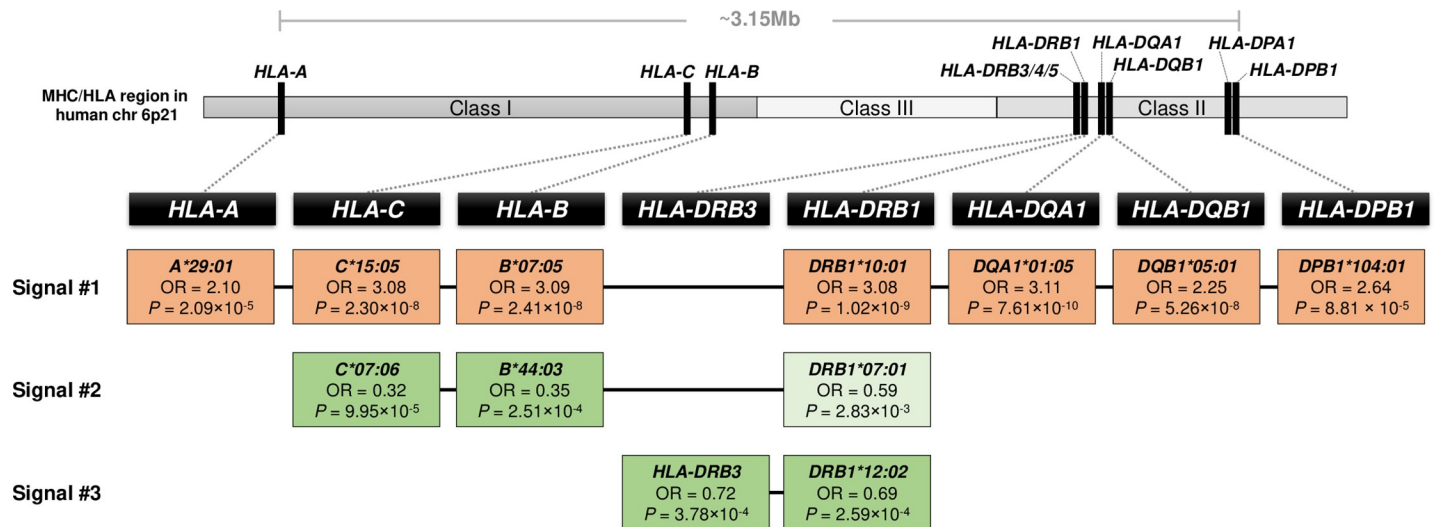 ~3.15Mb
HLA-DRB1 HLA-DQA1 HLA-DPA1
HLA-A HLA-C HLA-B HLA-DRB3/4/5 HLA-DQB1 HLA-DPB1
MHC/HLA region in
human chr 6p21
Class I Class III Class II
HLA-A HLA-C HLA-B HLA-DRB3 HLA-DRB1 HLA-DQA1 HLA-DQB1 HLA-DPB1
Signal #1
A*29:01
OR = 2.10
P = 2.09×10-5
C*15:05
OR = 3.08
P = 2.30×10-8
B*07:05
OR = 3.09
P = 2.41×10-8
DRB1*10:01
OR = 3.08
P = 1.02×10-9
DQA1*01:05
OR = 3.11
P = 7.61×10-10
DQB1*05:01
OR = 2.25
P = 5.26×10-8
DPB1*104:01
OR = 2.64
P = 8.81 × 10-5
Signal #2
C*07:06
OR = 0.32
P = 9.95×10-5
B*44:03
OR = 0.35
P = 2.51×10-4
DRB1*07:01
OR = 0.59
P = 2.83×10-3
Signal #3
HLA-DRB3
OR = 0.72
P = 3.78×10-4
DRB1*12:02
OR = 0.69
P = 2.59×10-4